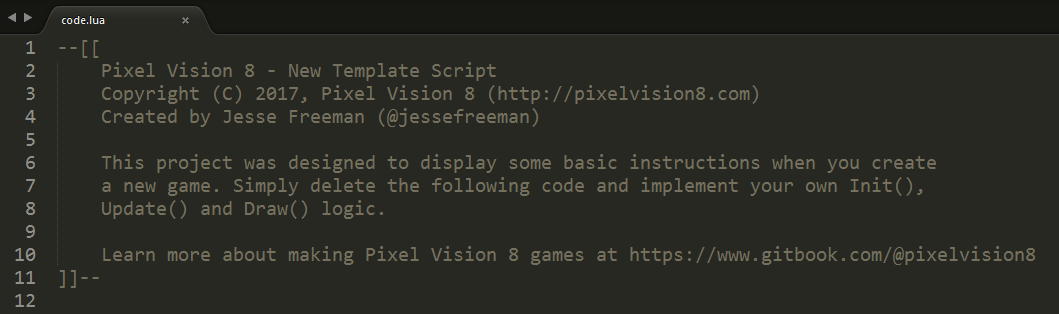 code.lua ×
1 --[[
2 Pixel Vision 8 - New Template Script
3 Copyright (C) 2017, Pixel Vision 8 (http://pixelvision8.com)
4 Created by Jesse Freeman (@jessefreeman)
5
6 This project was designed to display some basic instructions when you create
7 a new game. Simply delete the following code and implement your own Init(),
8 Update() and Draw() logic.
9
10 Learn more about making Pixel Vision 8 games at https://www.gitbook.com/@pixelvision8
11 ]]--
12